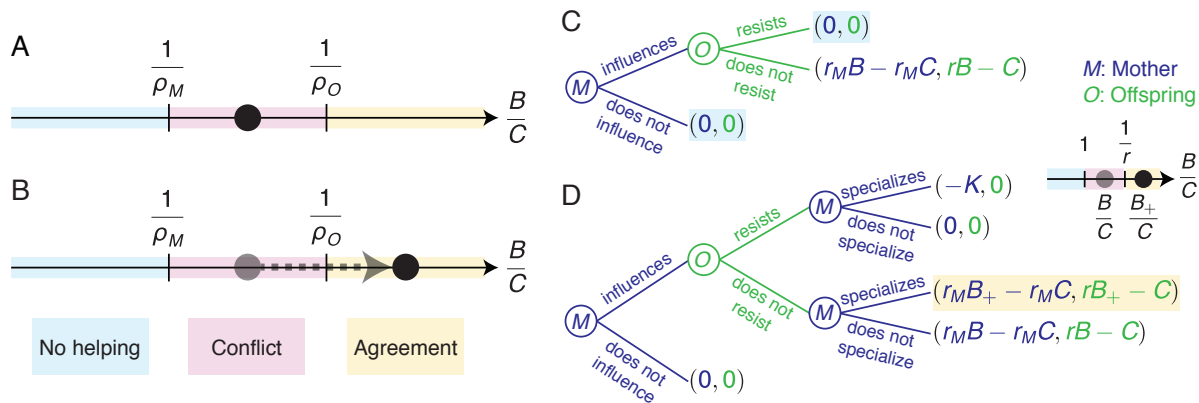 A
1/ρ_M
1/ρ_O
B/C
B
1/ρ_M
1/ρ_O
B/C
No helping
Conflict
Agreement
C
M
influences
does not
influence
O
resists
does not
resist
(0, 0)
(r_M B − r_M C, rB − C)
(0, 0)
M: Mother
O: Offspring
1
1/r
B/C
B/C
B_+/C
D
M
influences
does not
influence
O
resists
does not
resist
M
specializes
does not
specialize
(−K, 0)
(0, 0)
M
specializes
does not
specialize
(r_M B_+ − r_M C, rB_+ − C)
(r_M B − r_M C, rB − C)
(0, 0)